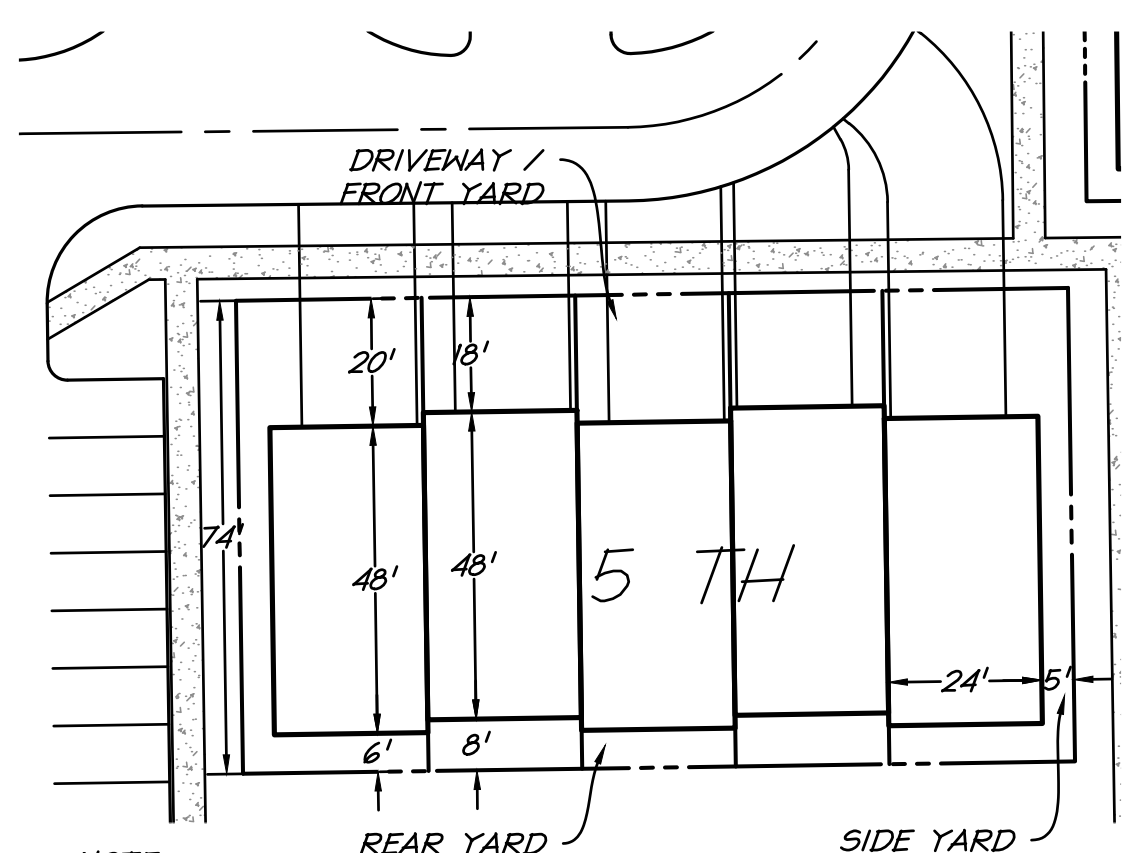 DRIVEWAY /
FRONT YARD
20'
18'
74'
48'
48'
5 TH
24'
5'
6'
8'
REAR YARD
SIDE YARD